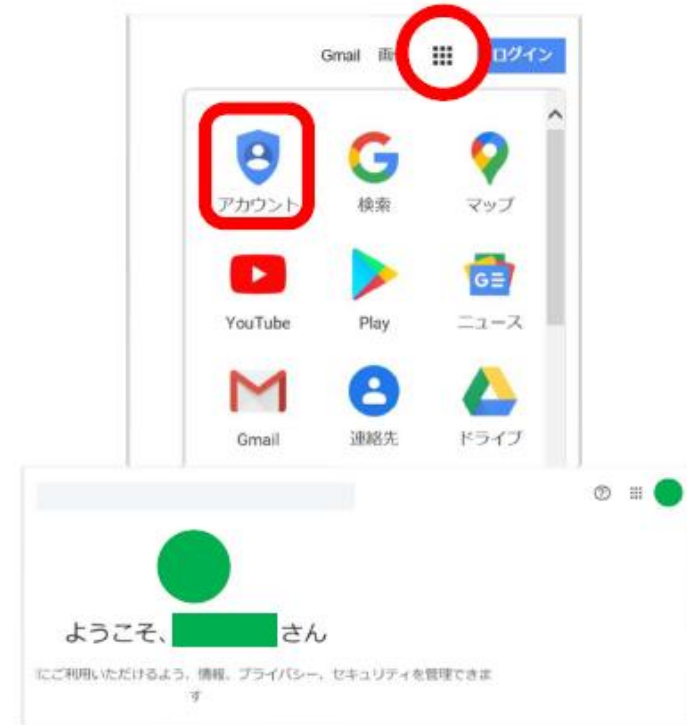 Gmail 画 ログイン
アカウント 検索 マップ
G
YouTube Play ニュース
Gmail 連絡先 ドライブ
ようこそ、 さん
にご利用いただけるよう、情報、プライバシー、セキュリティを管理できま
す